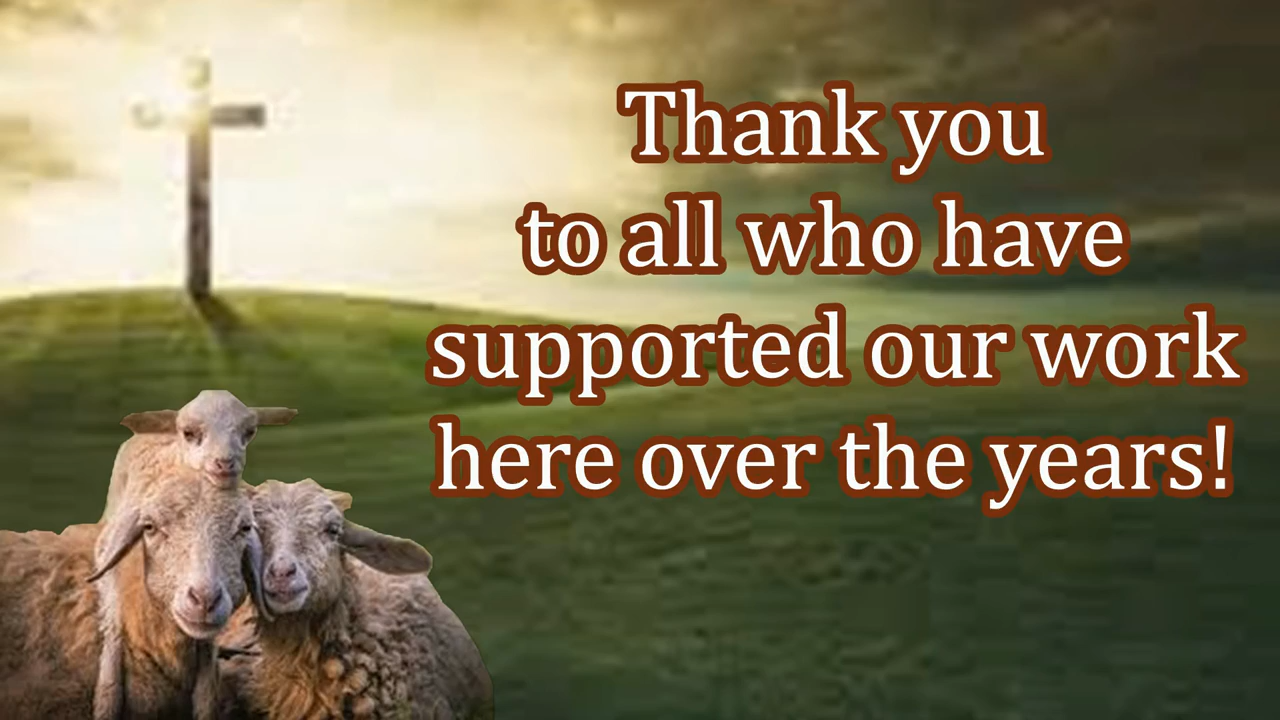 Thank you
to all who have
supported our work
here over the years!